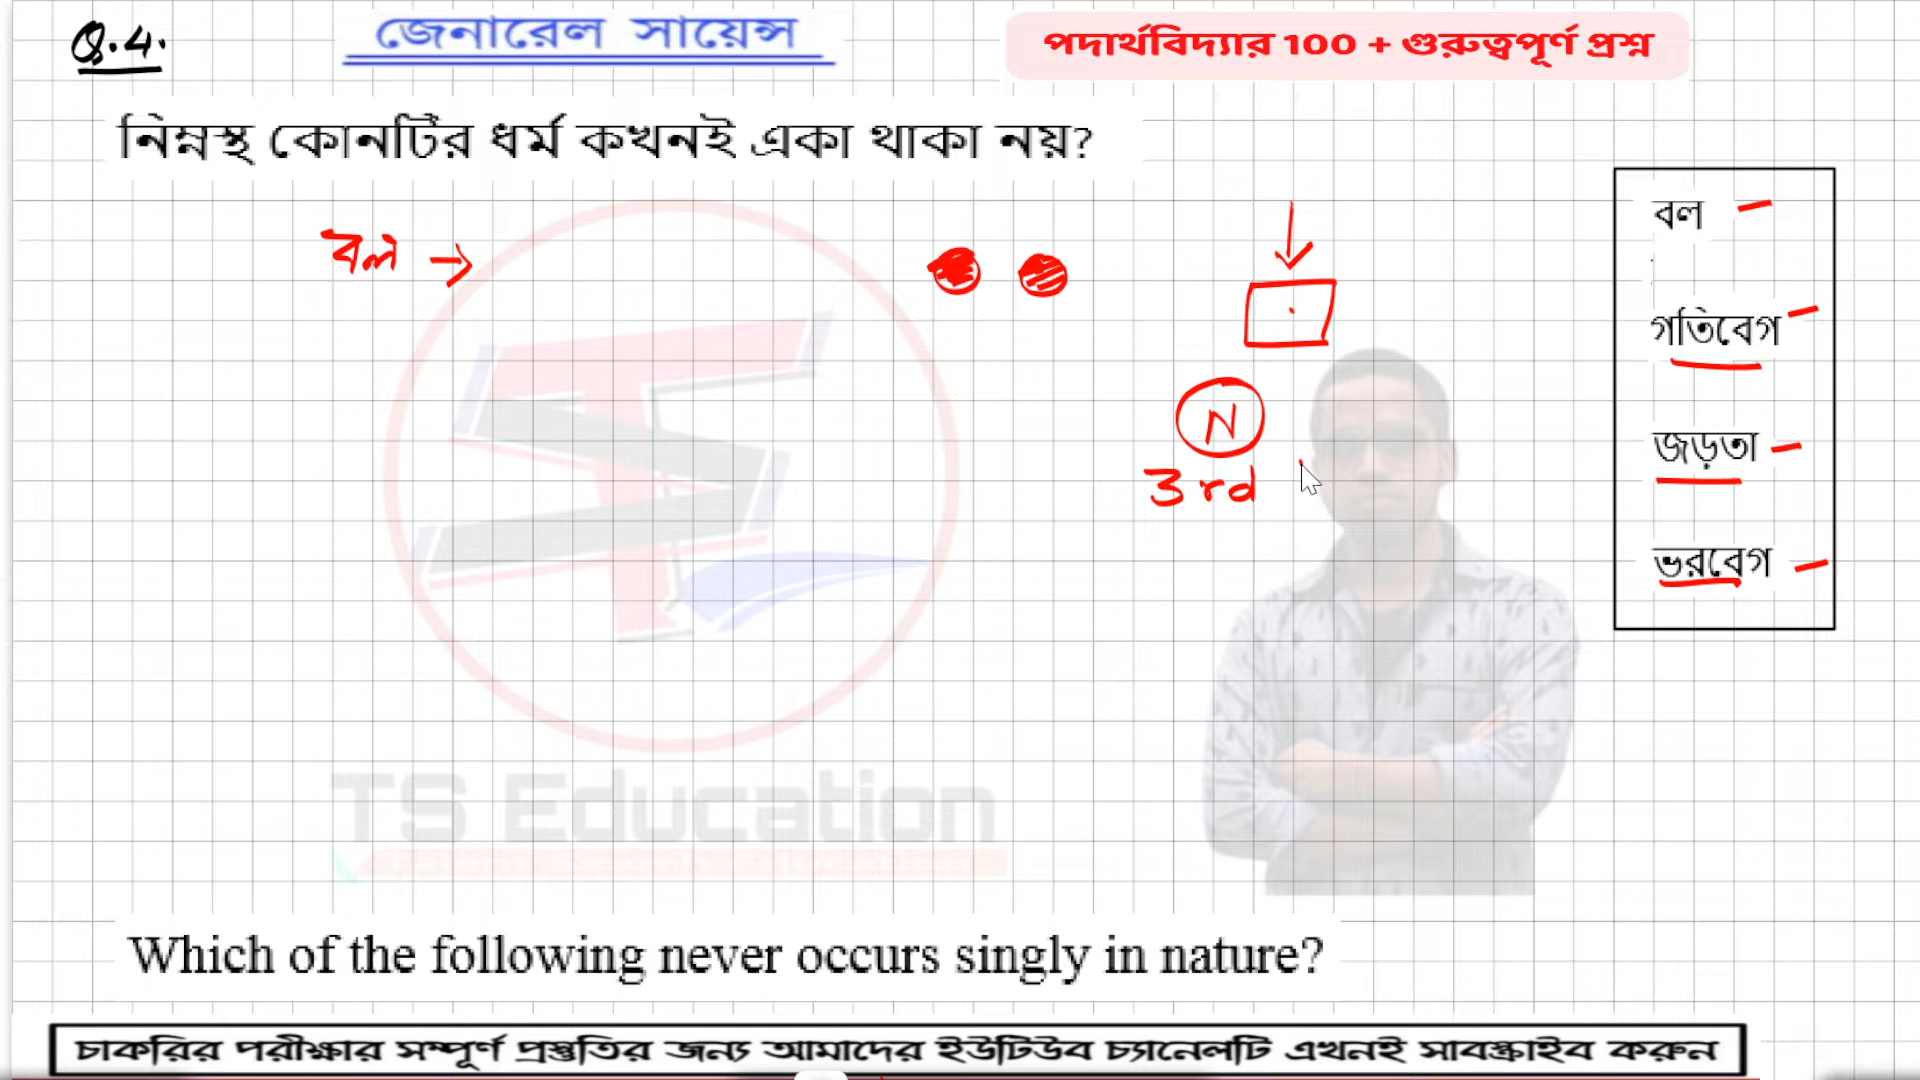 Q.4.
জেনারেল সায়েন্স
পদার্থবিদ্যার 100 + গুরুত্বপূর্ণ প্রশ্ন
নিম্নস্থ কোনটির ধর্ম কখনই একা থাকা নয়?
বল
বল →
গতিবেগ
N
জড়তা
3rd
ভরবেগ
TS Education
Which of the following never occurs singly in nature?
চাকরির পরীক্ষার সম্পূর্ণ প্রস্তুতির জন্য আমাদের ইউটিউব চ্যানেলটি এখনই সাবস্ক্রাইব করুন